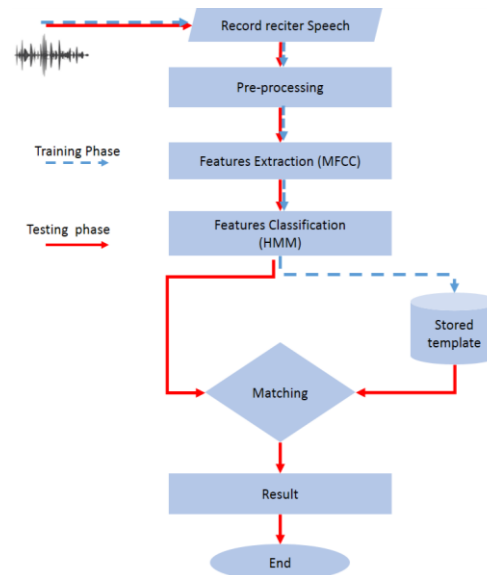 Record reciter Speech
Pre-processing
Training Phase
Features Extraction (MFCC)
Testing phase
Features Classification
(HMM)
Stored
template
Matching
Result
End